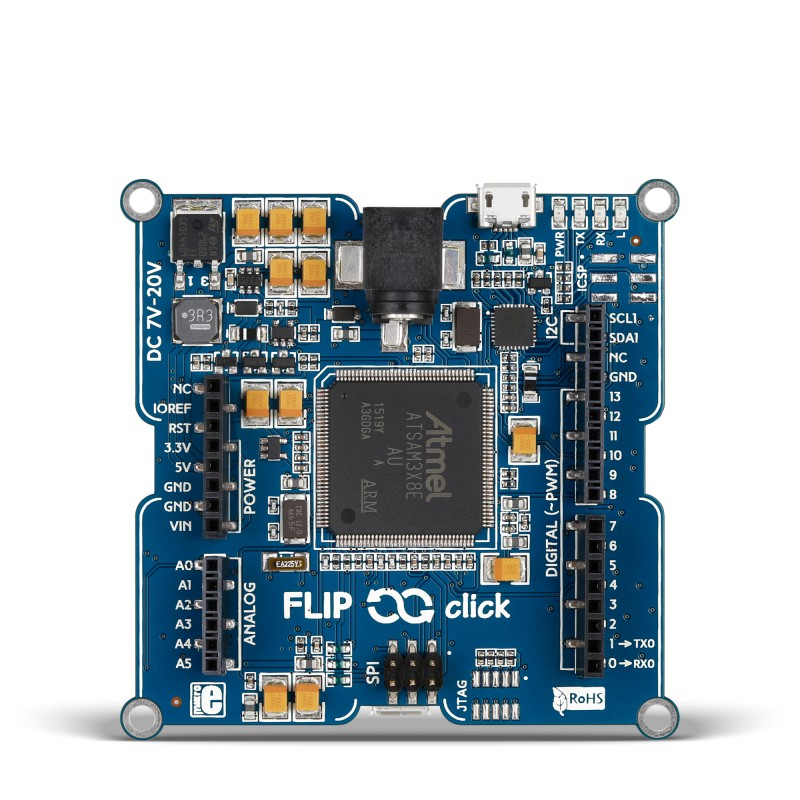 DC 7V-20V
3 1
3R3
PWR
TX
RX
L
ICSP
I2C
SCL1
SDA1
NC
GND
13
12
11
10
9
8
DIGITAL (~PWM)
7
6
5
4
3
2
1→TX0
0→RX0
NC
IOREF
RST
3.3V
5V
GND
GND
VIN
POWER
A0
A1
A2
A3
A4
A5
ANALOG
Atmel
ATSAM3X8E
AU
ARM
1519Y
A3GDGA
EA225Y3
FLIP click
SPI
JTAG
RoHS